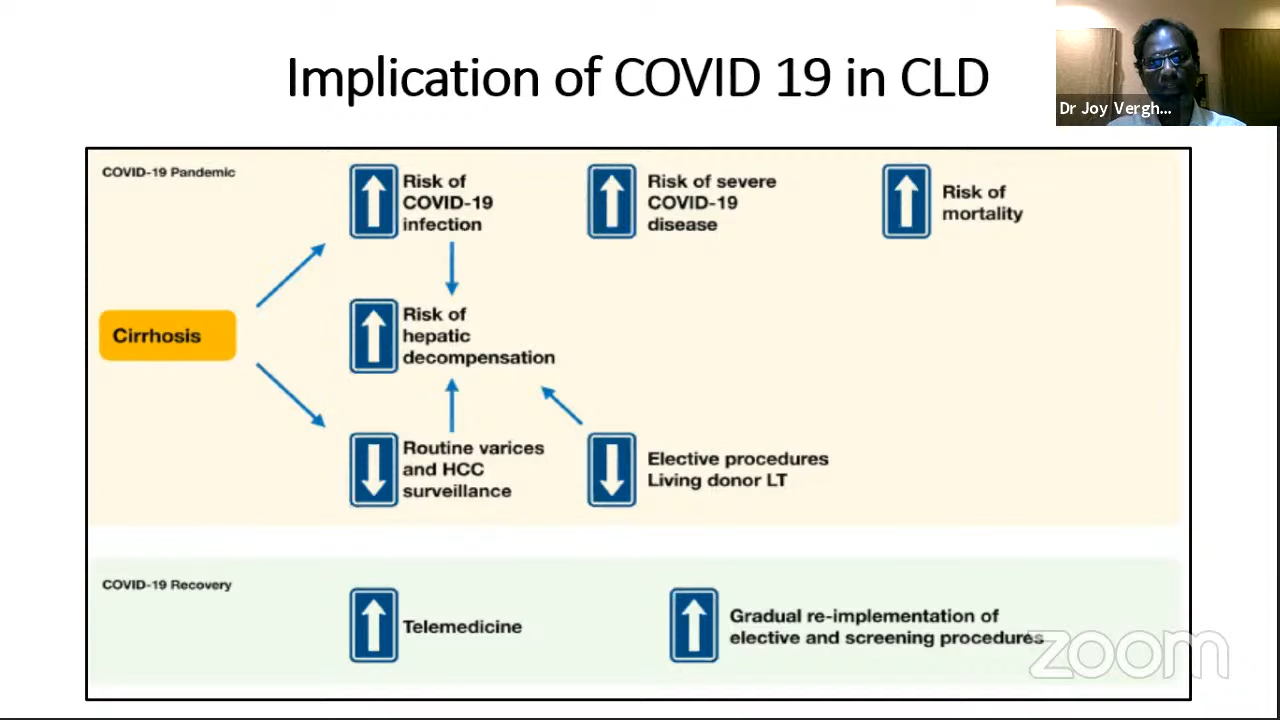 Implication of COVID 19 in CLD
Dr Joy Vergh...
COVID-19 Pandemic
Risk of
COVID-19
infection
Risk of severe
COVID-19
disease
Risk of
mortality
Cirrhosis
Risk of
hepatic
decompensation
Routine varices
and HCC
surveillance
Elective procedures
Living donor LT
COVID-19 Recovery
Telemedicine
Gradual re-implementation of
elective and screening procedures
zoom